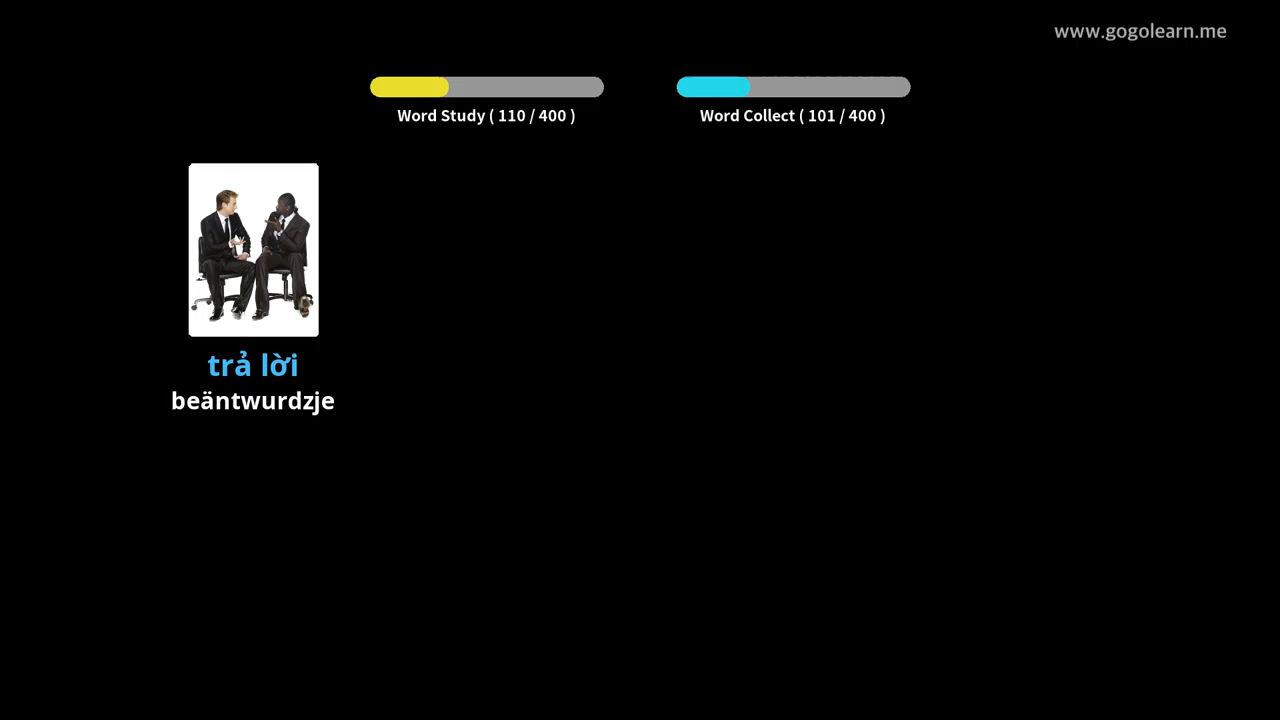 www.gogolearn.me
Word Study ( 110 / 400 )
Word Collect ( 101 / 400 )
trả lời
beäntwurdzje